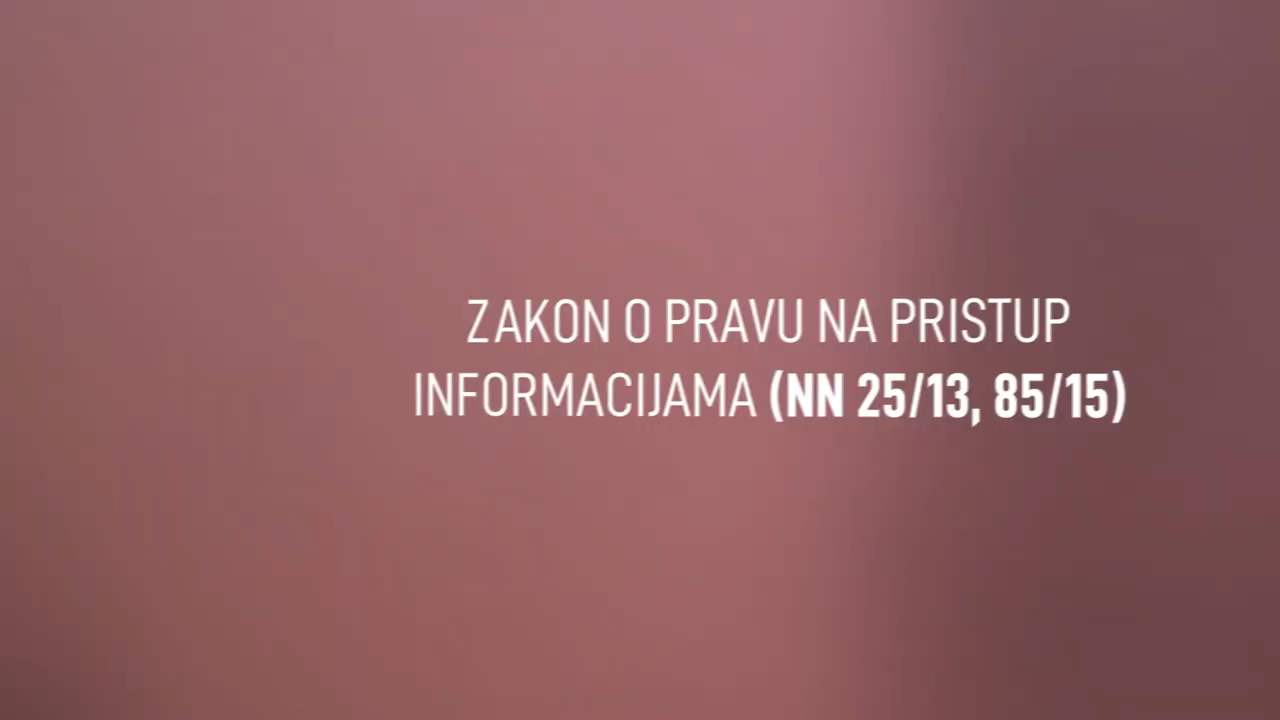 ZAKON O PRAVU NA PRISTUP
INFORMACIJAMA (NN 25/13, 85/15)